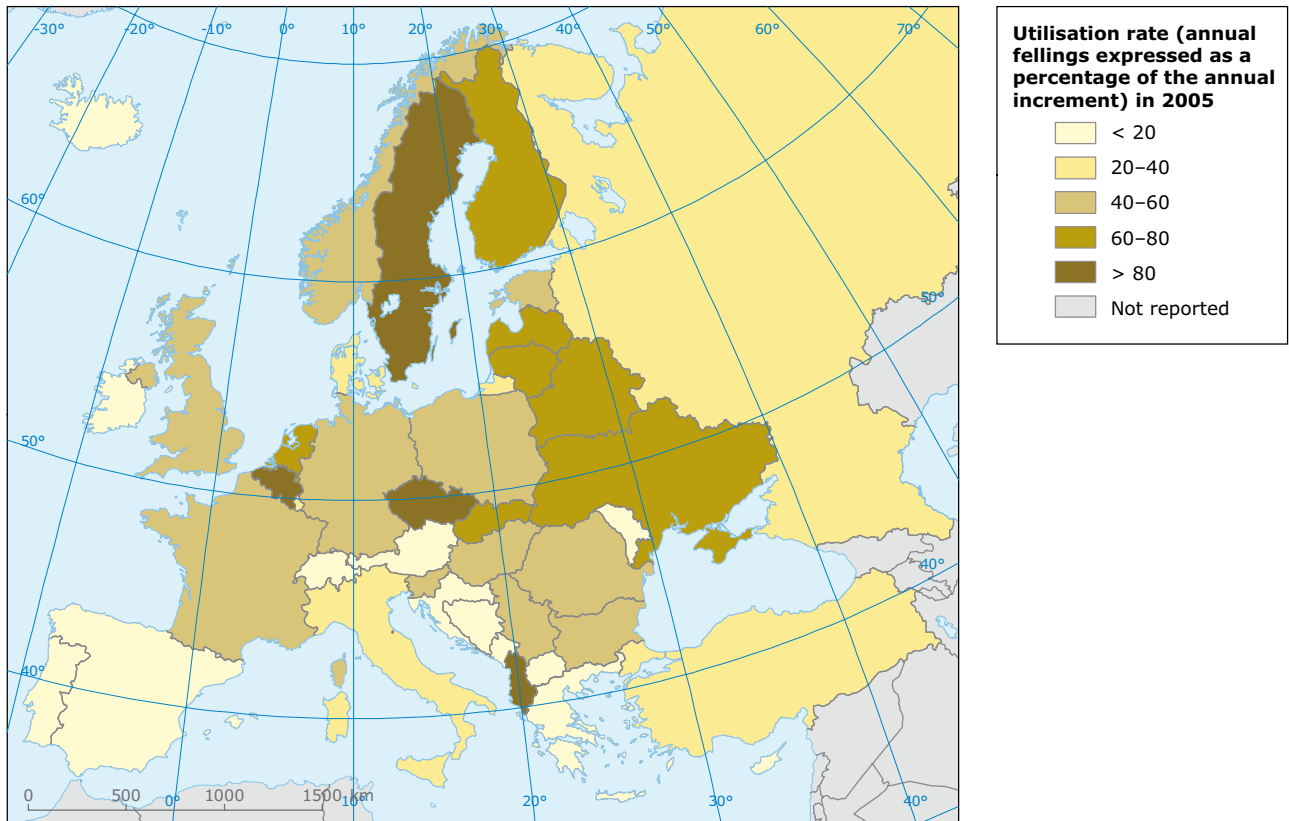 -30° -20° -10° 0° 10° 20° 30° 40° 60° 70°
60°
60°
50°
50°
40°
40°
0 500 1000 1500 km
0° 10° 20° 30° 40°
Utilisation rate (annual
fellings expressed as a
percentage of the annual
increment) in 2005
< 20
20–40
40–60
60–80
> 80
Not reported